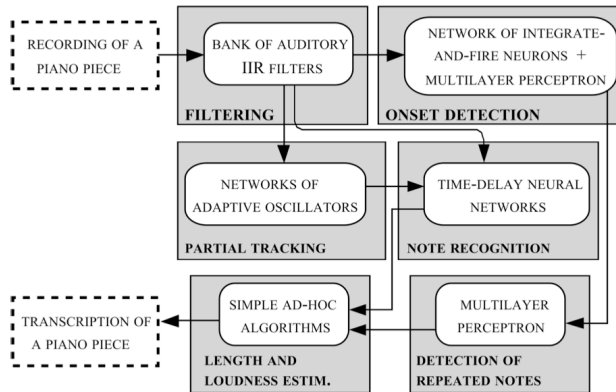 RECORDING OF A
PIANO PIECE
BANK OF AUDITORY
IIR FILTERS
FILTERING
NETWORK OF INTEGRATE-
AND-FIRE NEURONS +
MULTILAYER PERCEPTRON
ONSET DETECTION
NETWORKS OF
ADAPTIVE OSCILLATORS
PARTIAL TRACKING
TIME-DELAY NEURAL
NETWORKS
NOTE RECOGNITION
TRANSCRIPTION OF
A PIANO PIECE
SIMPLE AD-HOC
ALGORITHMS
LENGTH AND
LOUDNESS ESTIM.
MULTILAYER
PERCEPTRON
DETECTION OF
REPEATED NOTES